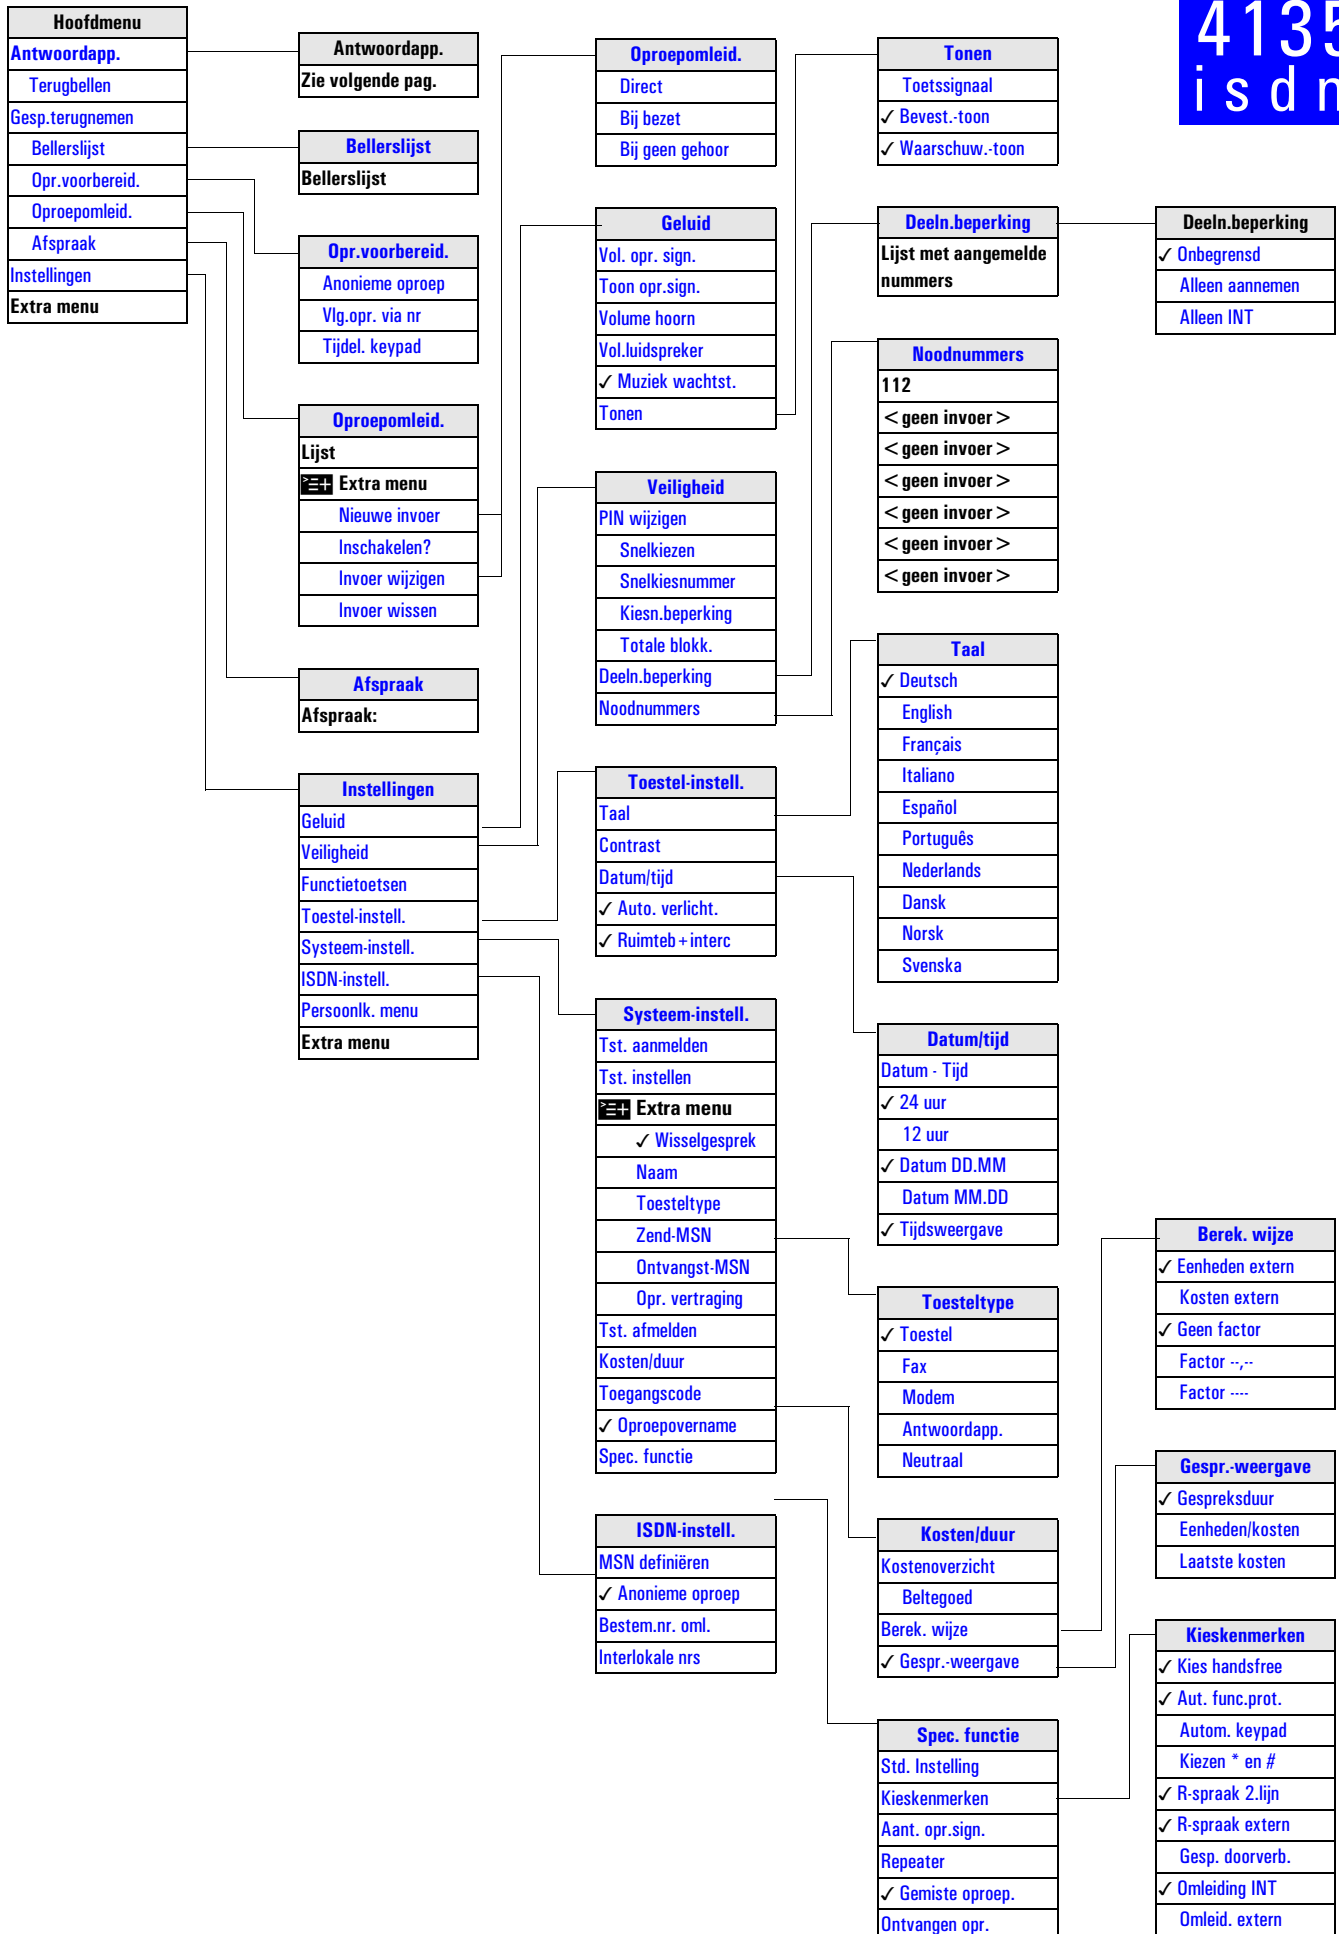 4135
isdn
Hoofdmenu
Antwoordapp.
Terugbellen
Gesp.terugnemen
Bellerslijst
Opr.voorbereid.
Oproepomleid.
Afspraak
Instellingen
Extra menu
Antwoordapp.
Zie volgende pag.
Bellerslijst
Bellerslijst
Opr.voorbereid.
Anonieme oproep
Vlg.opr. via nr
Tijdel. keypad
Oproepomleid.
Lijst
Extra menu
Nieuwe invoer
Inschakelen?
Invoer wijzigen
Invoer wissen
Afspraak
Afspraak:
Instellingen
Geluid
Veiligheid
Functietoetsen
Toestel-instell.
Systeem-instell.
ISDN-instell.
Persoonlk. menu
Extra menu
Oproepomleid.
Direct
Bij bezet
Bij geen gehoor
Geluid
Vol. opr. sign.
Toon opr.sign.
Volume hoorn
Vol.luidspreker
✓ Muziek wachtst.
Tonen
Veiligheid
PIN wijzigen
Snelkiezen
Snelkiesnummer
Kiesn.beperking
Totale blokk.
Deeln.beperking
Noodnummers
Toestel-instell.
Taal
Contrast
Datum/tijd
✓ Auto. verlicht.
✓ Ruimteb+interc
Systeem-instell.
Tst. aanmelden
Tst. instellen
Extra menu
✓ Wisselgesprek
Naam
Toesteltype
Zend-MSN
Ontvangst-MSN
Opr. vertraging
Tst. afmelden
Kosten/duur
Toegangscode
✓ Oproepovername
Spec. functie
ISDN-instell.
MSN definiëren
✓ Anonieme oproep
Bestem.nr. oml.
Interlokale nrs
Tonen
Toetssignaal
✓ Bevest.-toon
✓ Waarschuw.-toon
Deeln.beperking
Lijst met aangemelde
nummers
Noodnummers
112
<geen invoer>
<geen invoer>
<geen invoer>
<geen invoer>
<geen invoer>
<geen invoer>
Taal
✓ Deutsch
English
Français
Italiano
Español
Português
Nederlands
Dansk
Norsk
Svenska
Datum/tijd
Datum - Tijd
✓ 24 uur
12 uur
✓ Datum DD.MM
Datum MM.DD
✓ Tijdsweergave
Toesteltype
✓ Toestel
Fax
Modem
Antwoordapp.
Neutraal
Kosten/duur
Kostenoverzicht
Beltegoed
Berek. wijze
✓ Gespr.-weergave
Spec. functie
Std. Instelling
Kieskenmerken
Aant. opr.sign.
Repeater
✓ Gemiste oproep.
Ontvangen opr.
Deeln.beperking
✓ Onbegrensd
Alleen aannemen
Alleen INT
Berek. wijze
✓ Eenheden extern
Kosten extern
✓ Geen factor
Factor --,--
Factor ----
Gespr.-weergave
✓ Gespreksduur
Eenheden/kosten
Laatste kosten
Kieskenmerken
✓ Kies handsfree
✓ Aut. func.prot.
Autom. keypad
Kiezen * en #
✓ R-spraak 2.lijn
✓ R-spraak extern
Gesp. doorverb.
✓ Omleiding INT
Omleid. extern